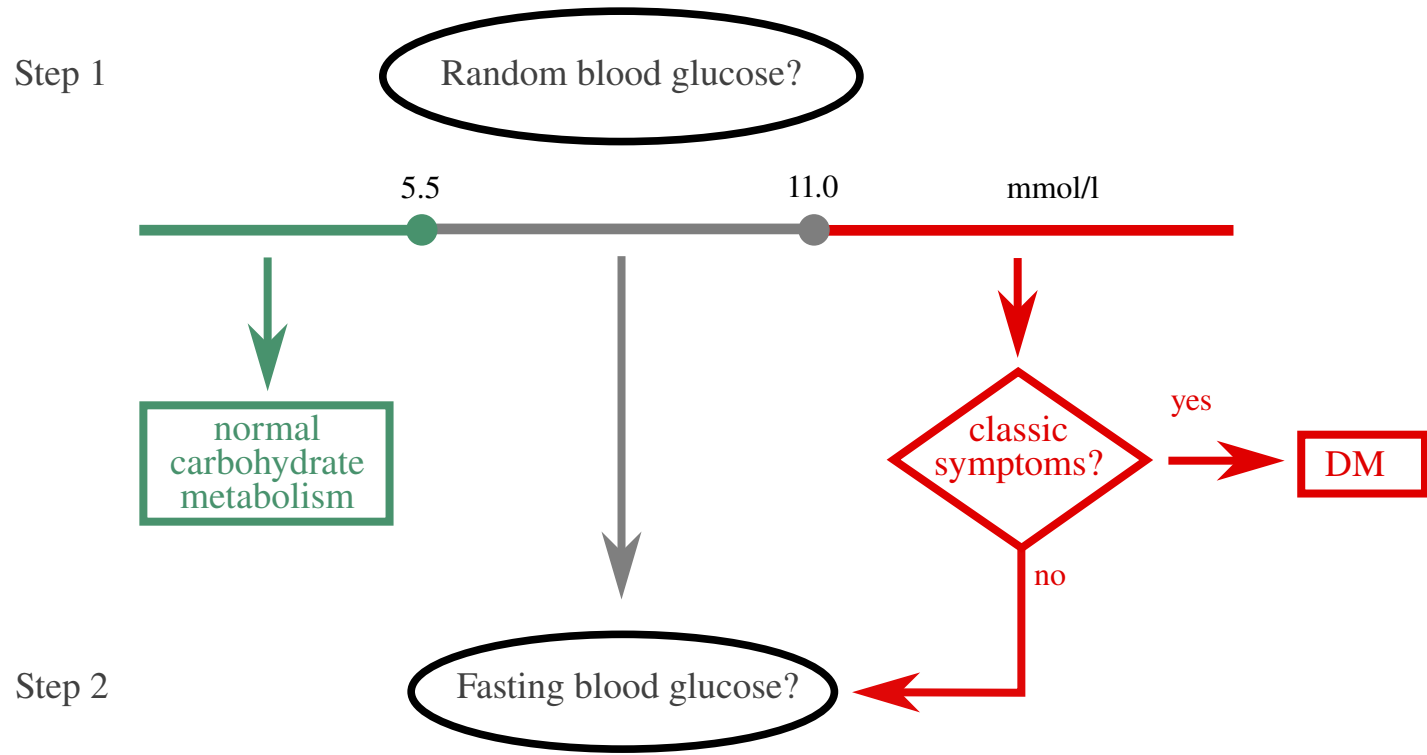 Step 1
Random blood glucose?
5.5
11.0
mmol/l
normal
carbohydrate
metabolism
classic
symptoms?
yes
DM
no
Step 2
Fasting blood glucose?